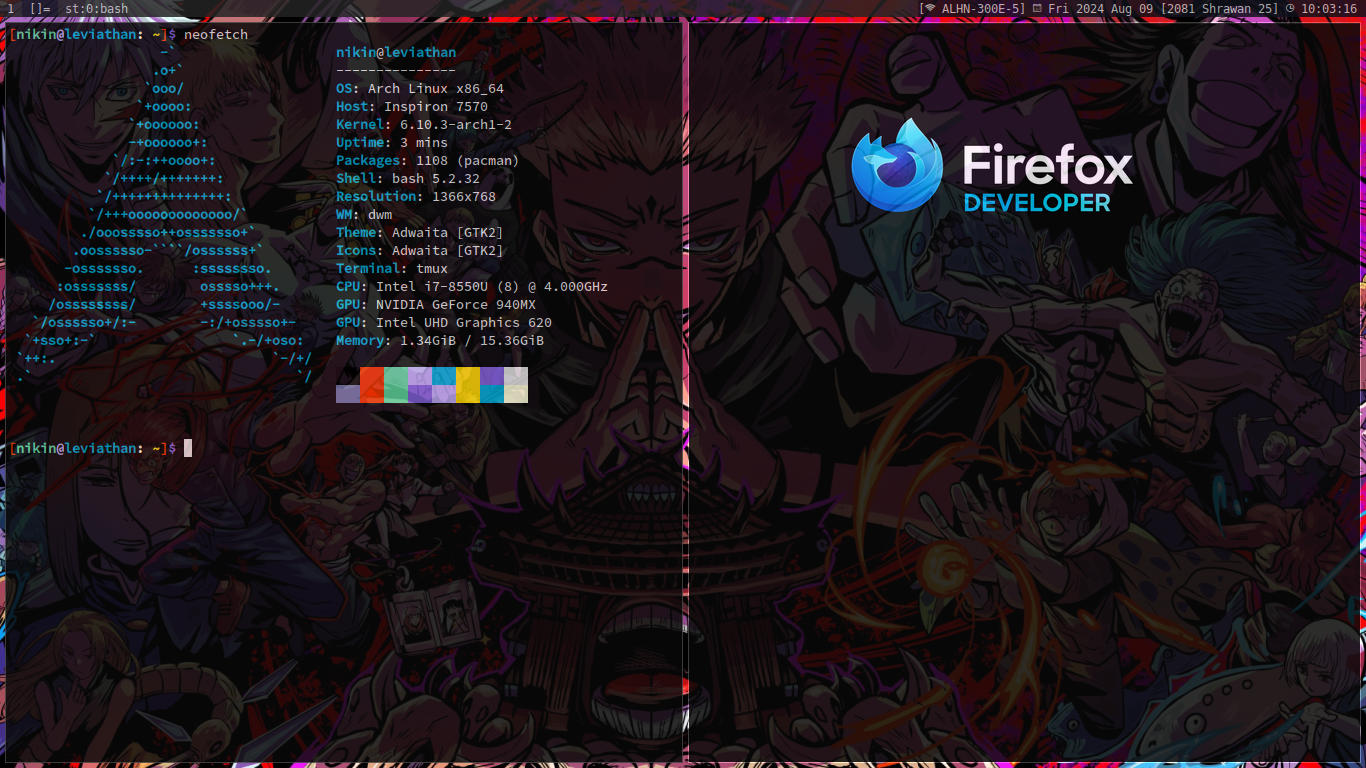 1 []= st:0:bash
[ ALHN-300E-5] Fri 2024 Aug 09 [2081 Shrawan 25] 10:03:16
[nikin@leviathan: ~]$ neofetch
-`
.o+`
`ooo/
`+oooo:
`+oooooo:
-+oooooo+:
`/:-:++oooo+:
`/++++/+++++++:
`/++++++++++++++:
`/+++ooooooooooooo/`
./ooosssso++osssssso+`
.oossssso-````/ossssss+`
-osssssso. :ssssssso.
:osssssss/ osssso+++.
/ossssssss/ +ssssooo/-
`/ossssso+/:- -:/+osssso+-
`+sso+:-` `.-/+oso:
`++:. `-/+/
.` `/
nikin@leviathan
---------------
OS: Arch Linux x86_64
Host: Inspiron 7570
Kernel: 6.10.3-arch1-2
Uptime: 3 mins
Packages: 1108 (pacman)
Shell: bash 5.2.32
Resolution: 1366x768
WM: dwm
Theme: Adwaita [GTK2]
Icons: Adwaita [GTK2]
Terminal: tmux
CPU: Intel i7-8550U (8) @ 4.000GHz
GPU: NVIDIA GeForce 940MX
GPU: Intel UHD Graphics 620
Memory: 1.34GiB / 15.36GiB
[nikin@leviathan: ~]$
Firefox
DEVELOPER